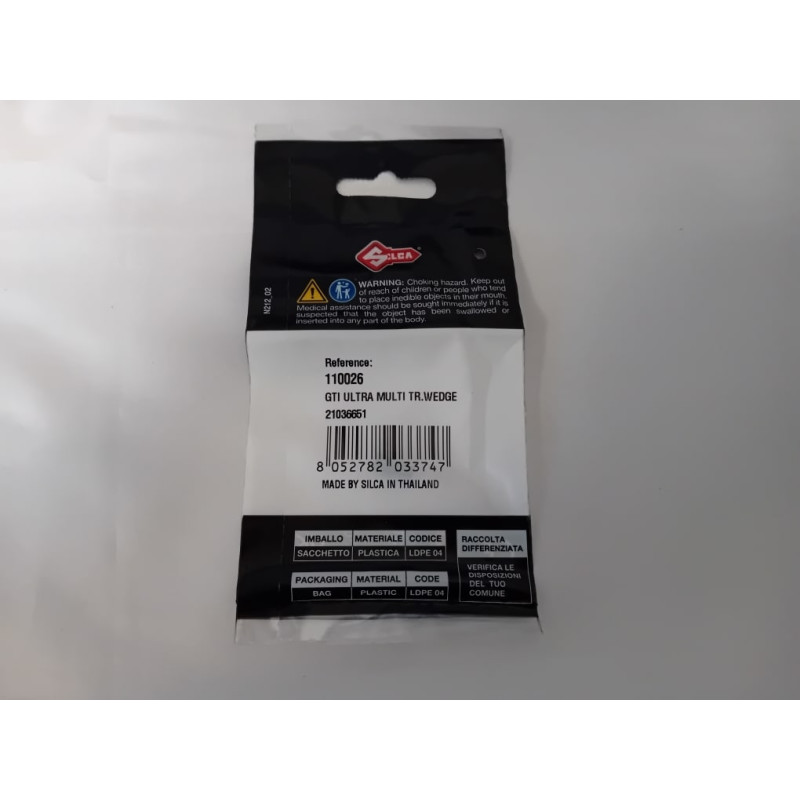 SILCA
N212_02
WARNING: Choking hazard. Keep out
of reach of children or people who tend
to place inedible objects in their mouth.
Medical assistance should be sought immediately if it is
suspected that the object has been swallowed or
inserted into any part of the body.
Reference:
110026
GTI ULTRA MULTI TR.WEDGE
21036651
8 052782 033747
MADE BY SILCA IN THAILAND
IMBALLO MATERIALE CODICE
SACCHETTO PLASTICA LDPE 04
PACKAGING MATERIAL CODE
BAG PLASTIC LDPE 04
RACCOLTA
DIFFERENZIATA
VERIFICA LE
DISPOSIZIONI
DEL TUO
COMUNE